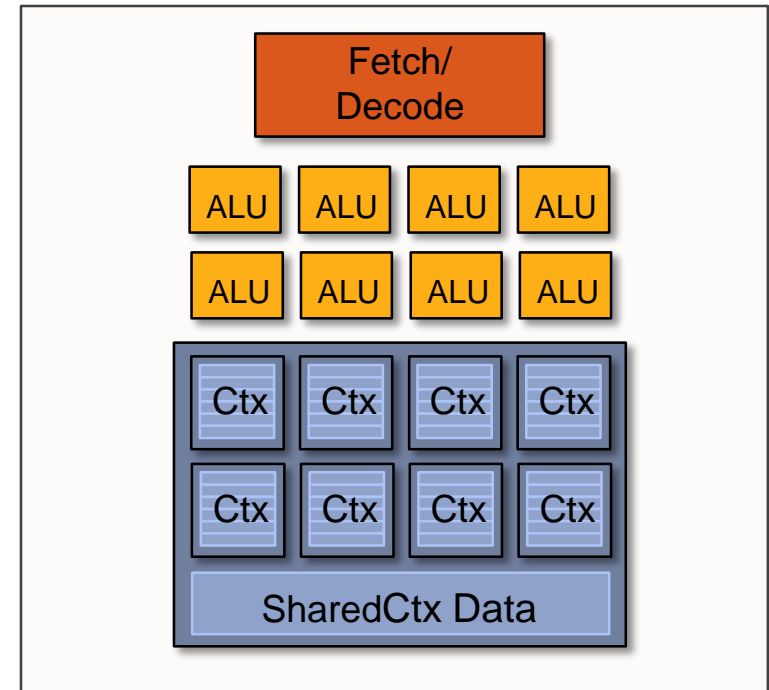 Fetch/
Decode
ALU ALU ALU ALU
ALU ALU ALU ALU
Ctx Ctx Ctx Ctx
Ctx Ctx Ctx Ctx
SharedCtx Data